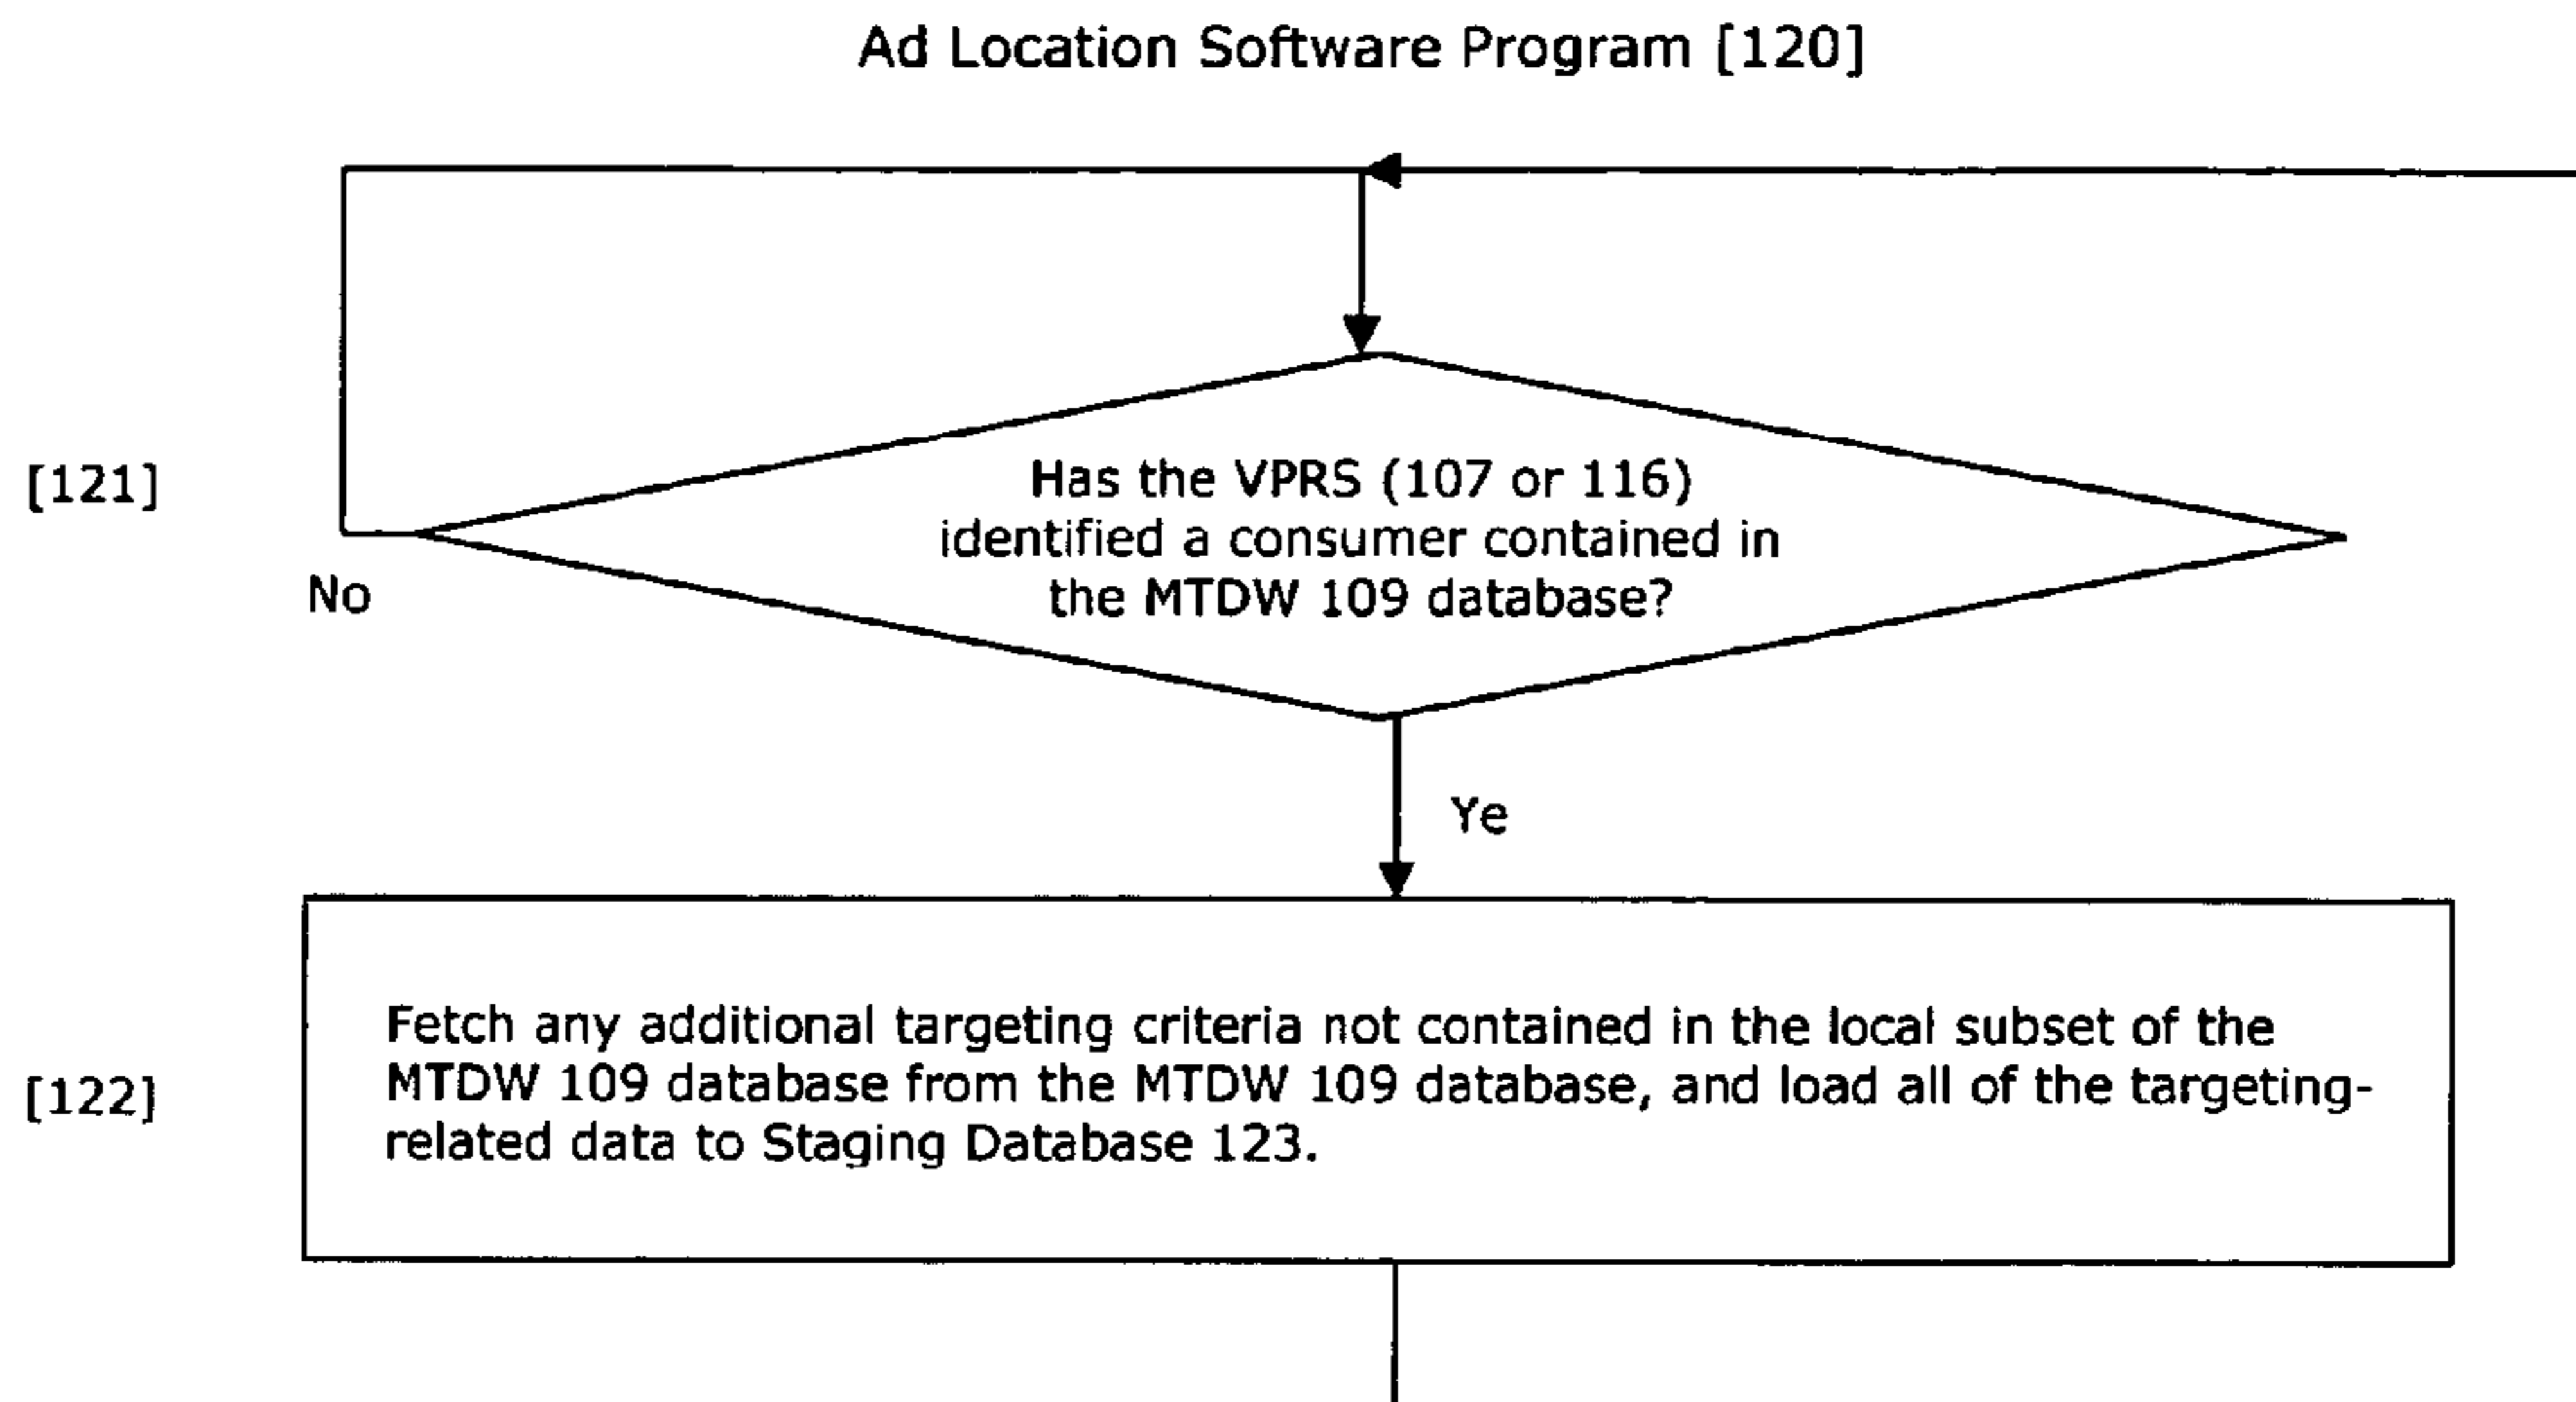 Ad Location Software Program [120]
[121]
Has the VPRS (107 or 116)
identified a consumer contained in
the MTDW 109 database?
No
Ye
[122]
Fetch any additional targeting criteria not contained in the local subset of the
MTDW 109 database from the MTDW 109 database, and load all of the targeting-
related data to Staging Database 123.